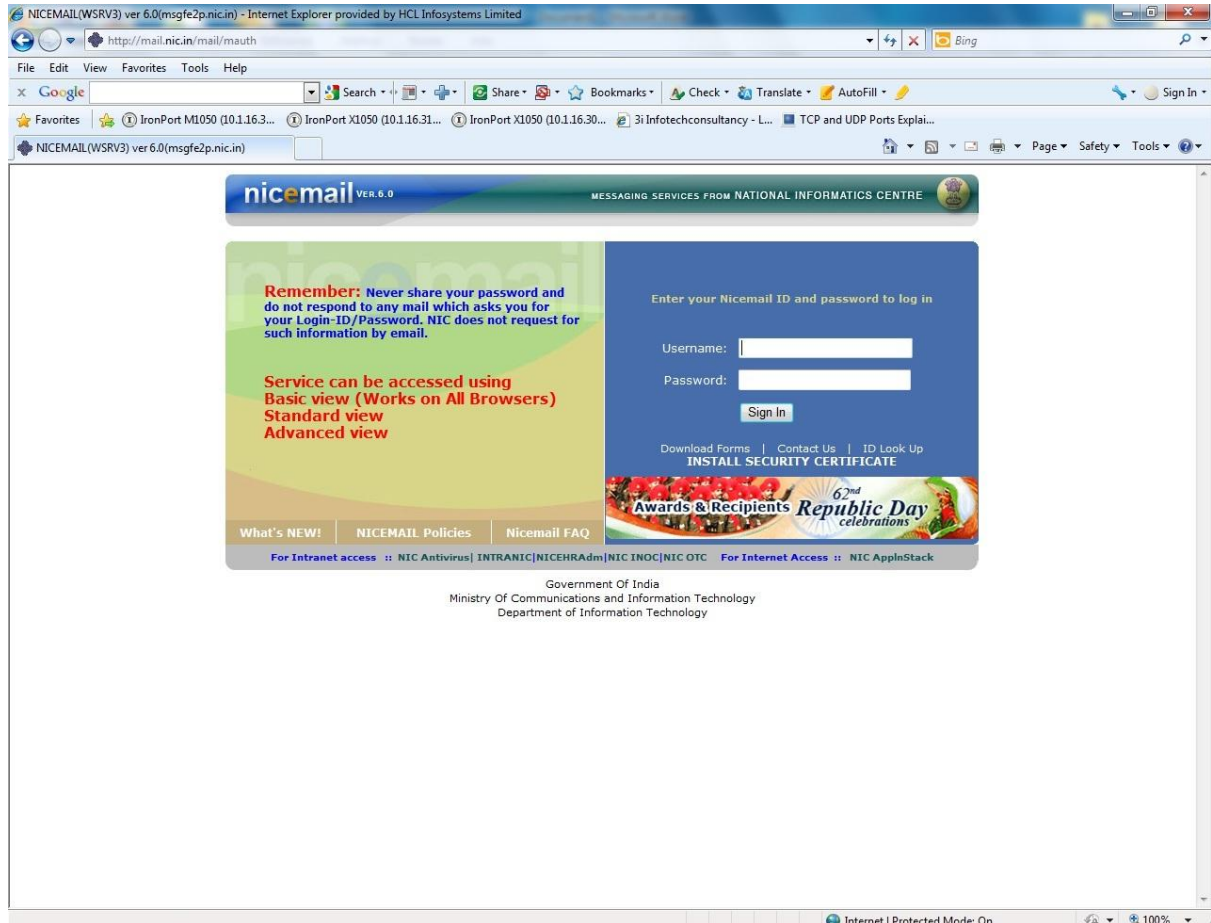 NICEMAIL(WSRV3) ver 6.0(msgfe2p.nic.in) - Internet Explorer provided by HCL Infosystems Limited
http://mail.nic.in/mail/mauth
Bing
File Edit View Favorites Tools Help
x Google Search Share Bookmarks Check Translate AutoFill Sign In
Favorites IronPort M1050 (10.1.16.3... IronPort X1050 (10.1.16.31... IronPort X1050 (10.1.16.30... 3i Infotechconsultancy - L... TCP and UDP Ports Explai...
NICEMAIL(WSRV3) ver 6.0(msgfe2p.nic.in) Page Safety Tools
nicemail VER.6.0 MESSAGING SERVICES FROM NATIONAL INFORMATICS CENTRE
nicemail
Remember: Never share your password and
do not respond to any mail which asks you for
your Login-ID/Password. NIC does not request for
such information by email.
Service can be accessed using
Basic view (Works on All Browsers)
Standard view
Advanced view
What's NEW! NICEMAIL Policies Nicemail FAQ
Enter your Nicemail ID and password to log in
Username:
Password:
Sign In
Download Forms | Contact Us | ID Look Up
INSTALL SECURITY CERTIFICATE
Awards & Recipients
62nd
Republic Day
celebrations
For Intranet access :: NIC Antivirus| INTRANIC|NICEHRAdm|NIC INOC|NIC OTC For Internet Access :: NIC ApplnStack
Government Of India
Ministry Of Communications and Information Technology
Department of Information Technology
Internet | Protected Mode: On 100%